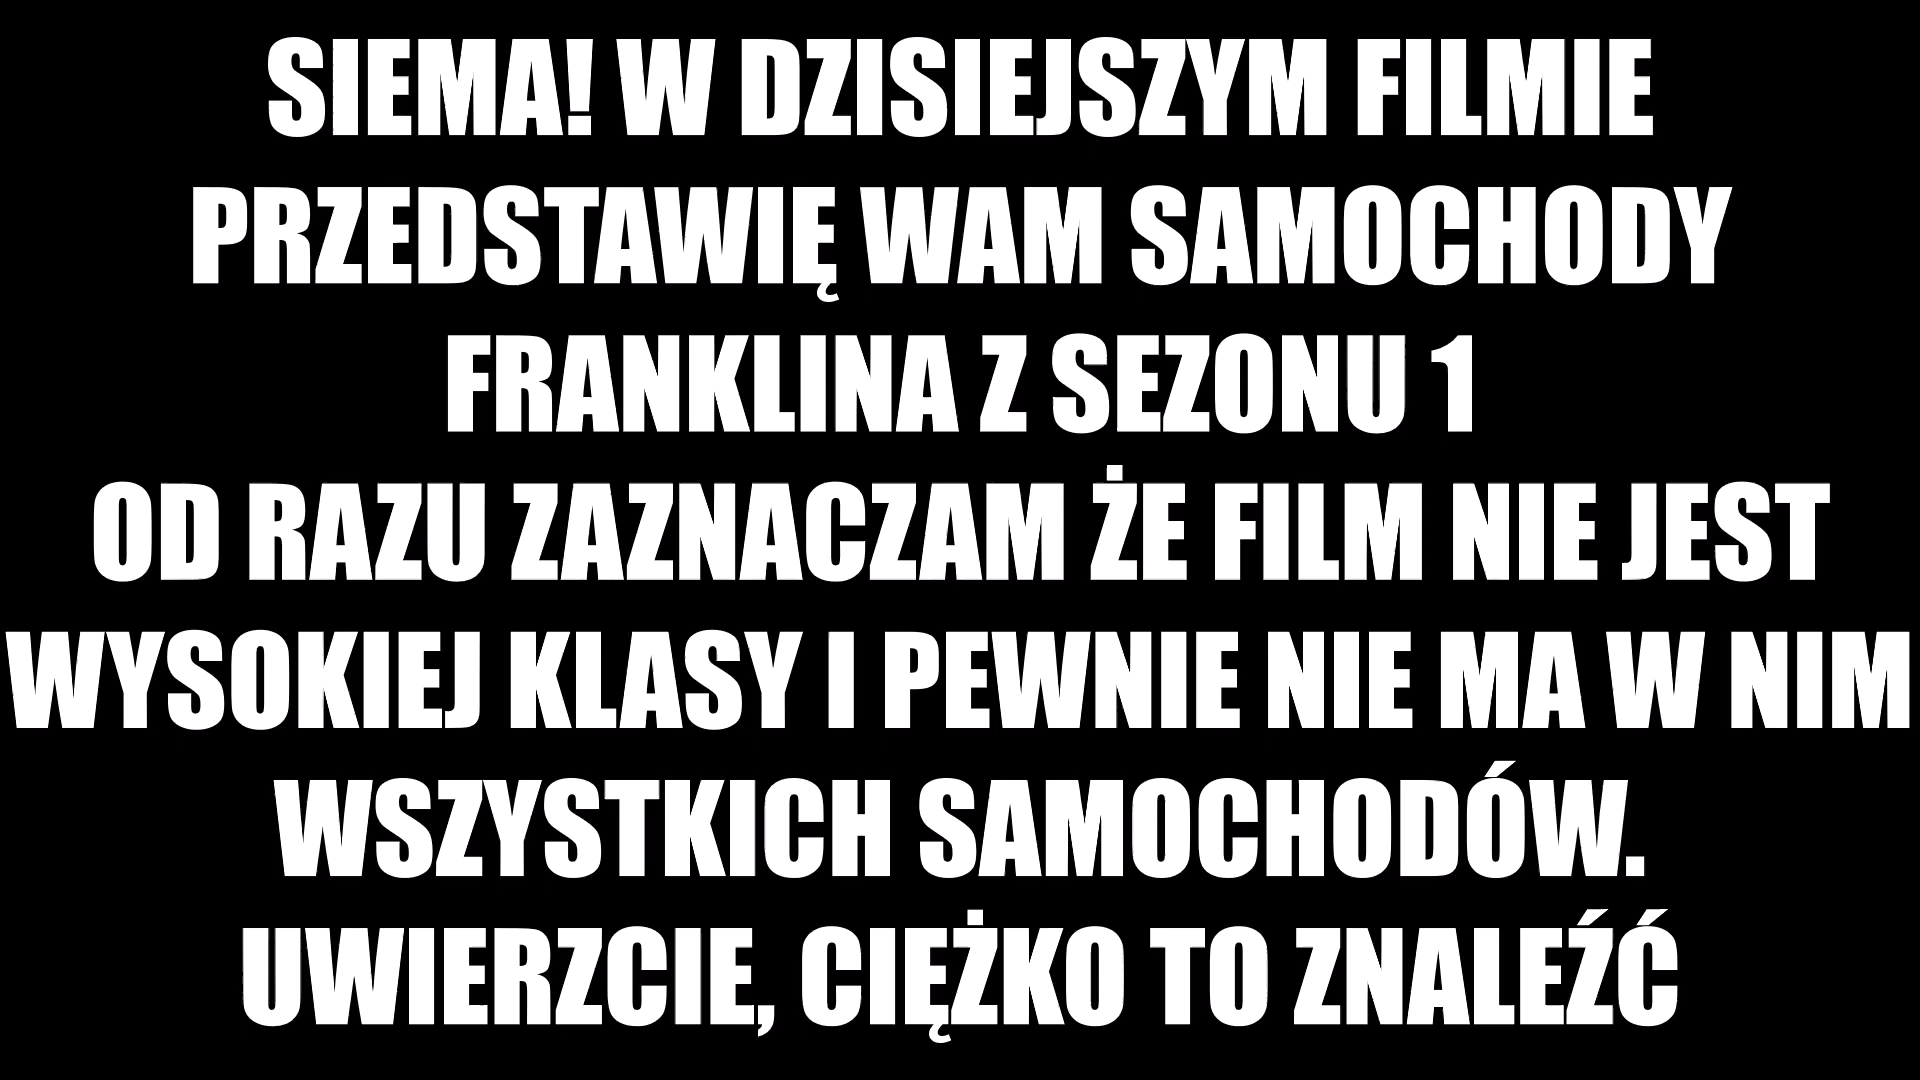 SIEMA! W DZISIEJSZYM FILMIE
PRZEDSTAWIĘ WAM SAMOCHODY
FRANKLINA Z SEZONU 1
OD RAZU ZAZNACZAM ŻE FILM NIE JEST
WYSOKIEJ KLASY I PEWNIE NIE MA W NIM
WSZYSTKICH SAMOCHODÓW.
UWIERZCIE, CIĘŻKO TO ZNALEŹĆ